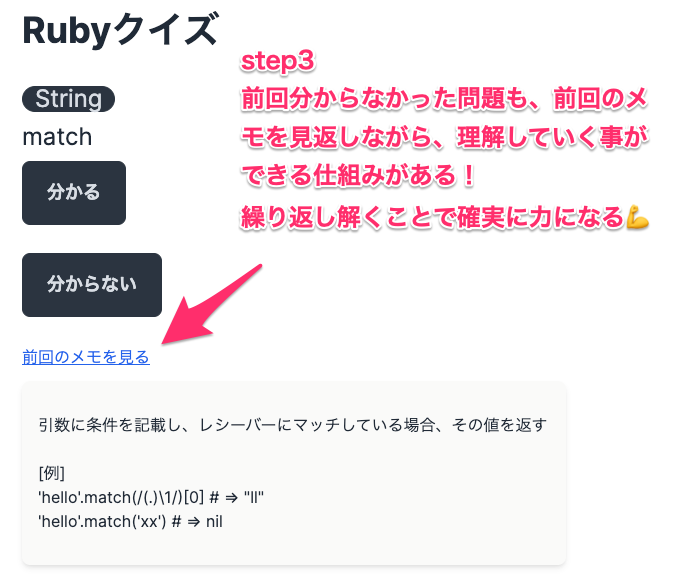 Rubyクイズ
step3
前回分からなかった問題も、前回のメ
モを見返しながら、理解していく事が
できる仕組みがある！
繰り返し解くことで確実に力になる💪
String
match
分かる
分からない
前回のメモを見る
引数に条件を記載し、レシーバーにマッチしている場合、その値を返す
[例]
'hello'.match(/(.)\1/)[0] # => "ll"
'hello'.match('xx') # => nil